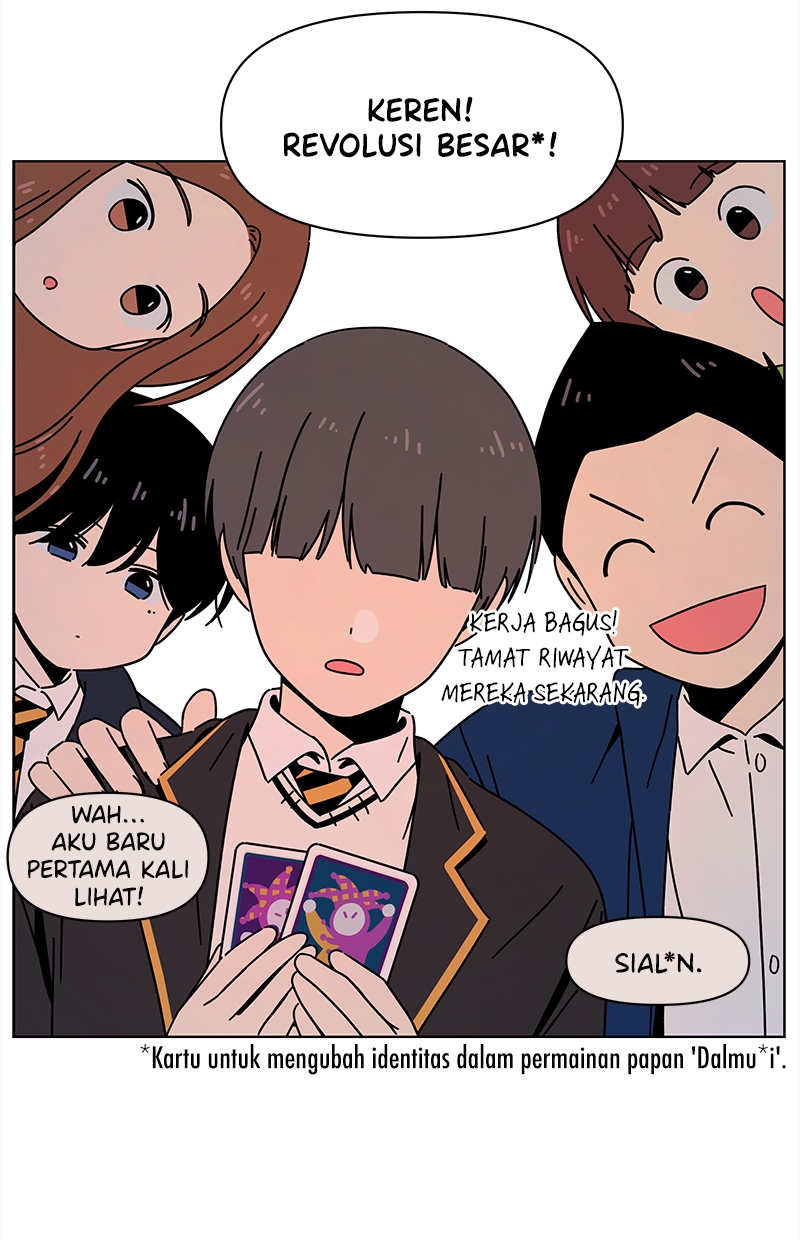 KEREN!
REVOLUSI BESAR*!
KERJA BAGUS!
TAMAT RIWAYAT
MEREKA SEKARANG.
WAH...
AKU BARU
PERTAMA KALI
LIHAT!
SIAL*N.
*Kartu untuk mengubah identitas dalam permainan papan 'Dalmu*i'.